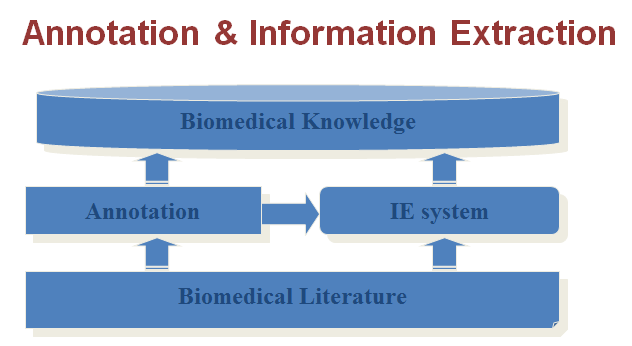 Annotation & Information Extraction
Biomedical Knowledge
Annotation
IE system
Biomedical Literature